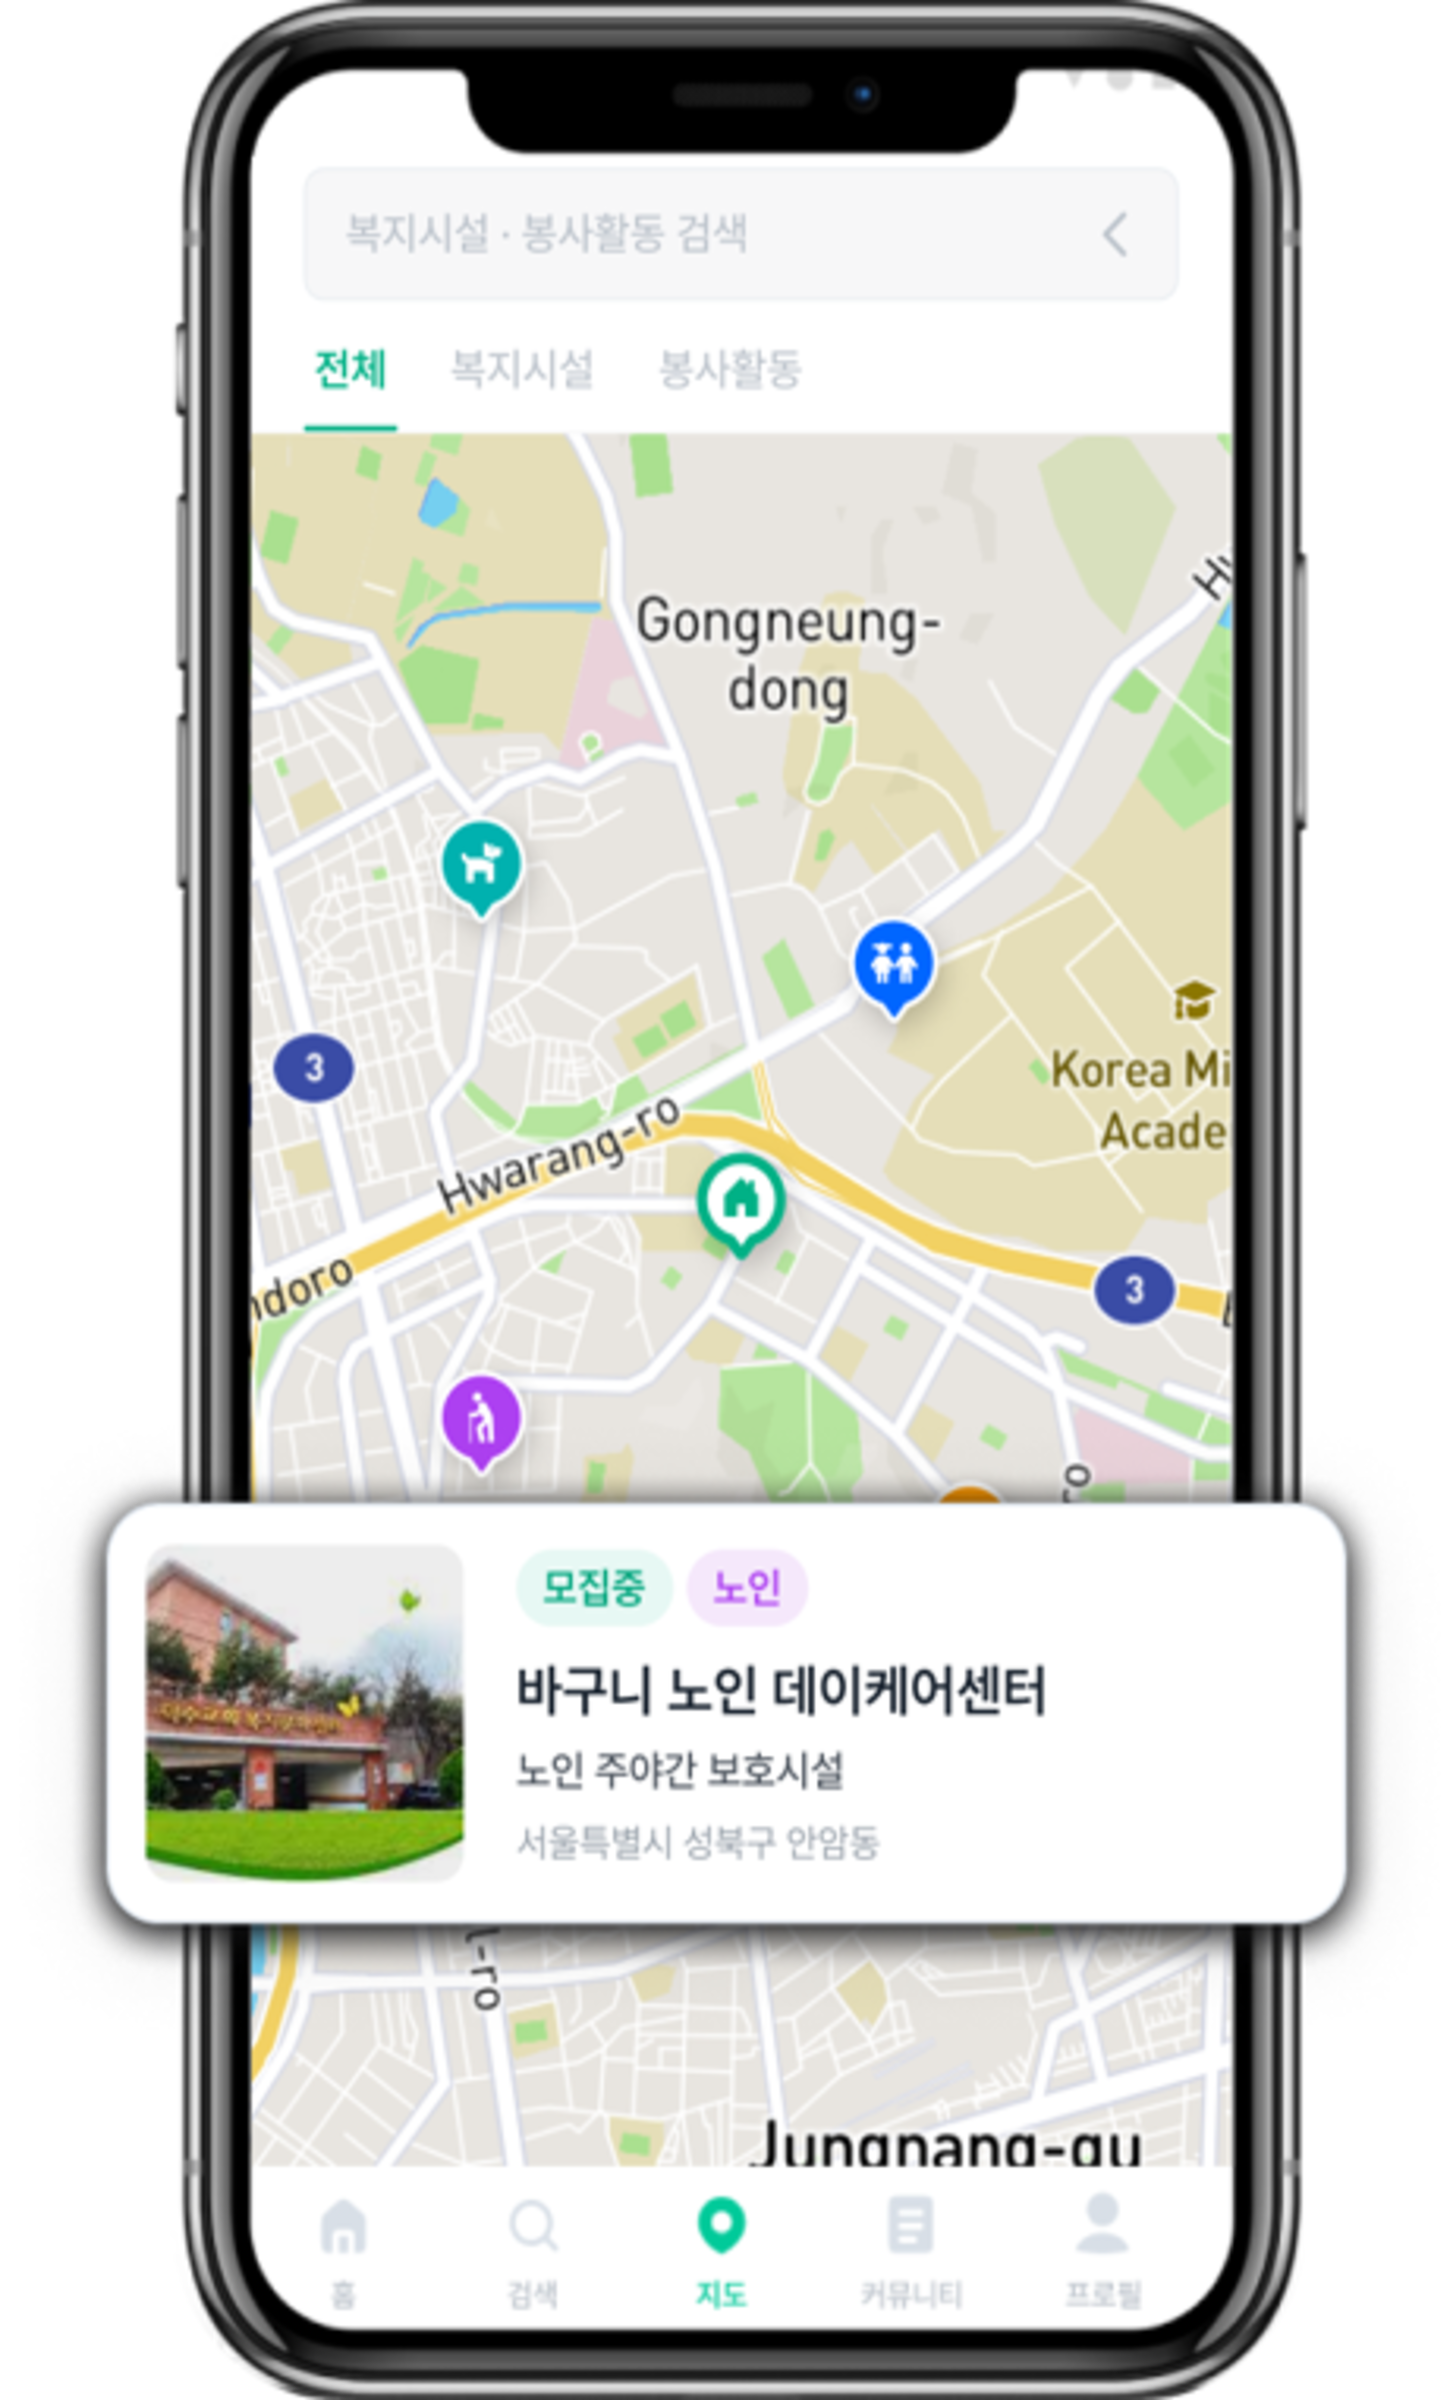 복지시설 · 봉사활동 검색
전체 복지시설 봉사활동
Gongneung-
dong
Korea Mi
Acade
3
Hwarang-ro
ndoro
3
모집중 노인
바구니 노인 데이케어센터
노인 주야간 보호시설
서울특별시 성북구 안암동
l-ro
Jungnang-gu
홈 검색 지도 커뮤니티 프로필